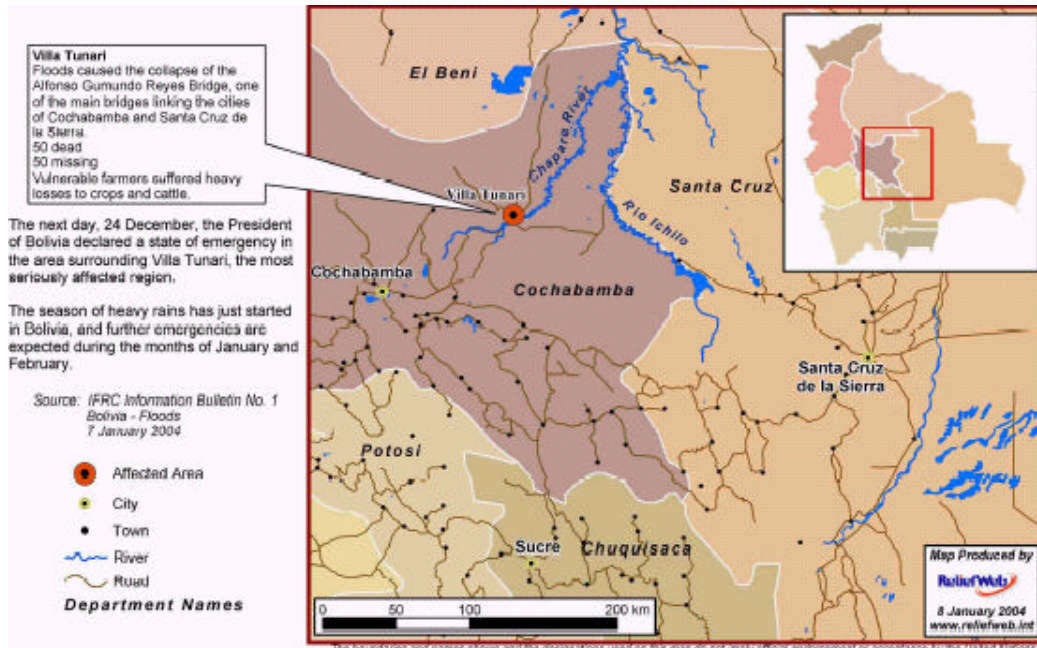 Villa Tunari
Floods caused the collapse of the
Alfonso Gumundo Reyes Bridge, one
of the main bridges linking the cities
of Cochabamba and Santa Cruz de
la Sierra.
50 dead
50 missing
Vulnerable farmers suffered heavy
losses to crops and cattle.
The next day, 24 December, the President
of Bolivia declared a state of emergency in
the area surrounding Villa Tunari, the most
seriously affected region.
The season of heavy rains has just started
in Bolivia, and further emergencies are
expected during the months of January and
February.
Source: IFRC Information Bulletin No. 1
Bolivia - Floods
7 January 2004
Affected Area
City
Town
River
Road
Department Names
El Beni
Chapare River
Villa Tunari
Santa Cruz
Rio Ichilo
Cochabamba
Cochabamba
Santa Cruz
de la Sierra
Potosi
Sucre
Chuquisaca
0 50 100 200 km
Map Produced by
ReliefWeb
8 January 2004
www.reliefweb.int